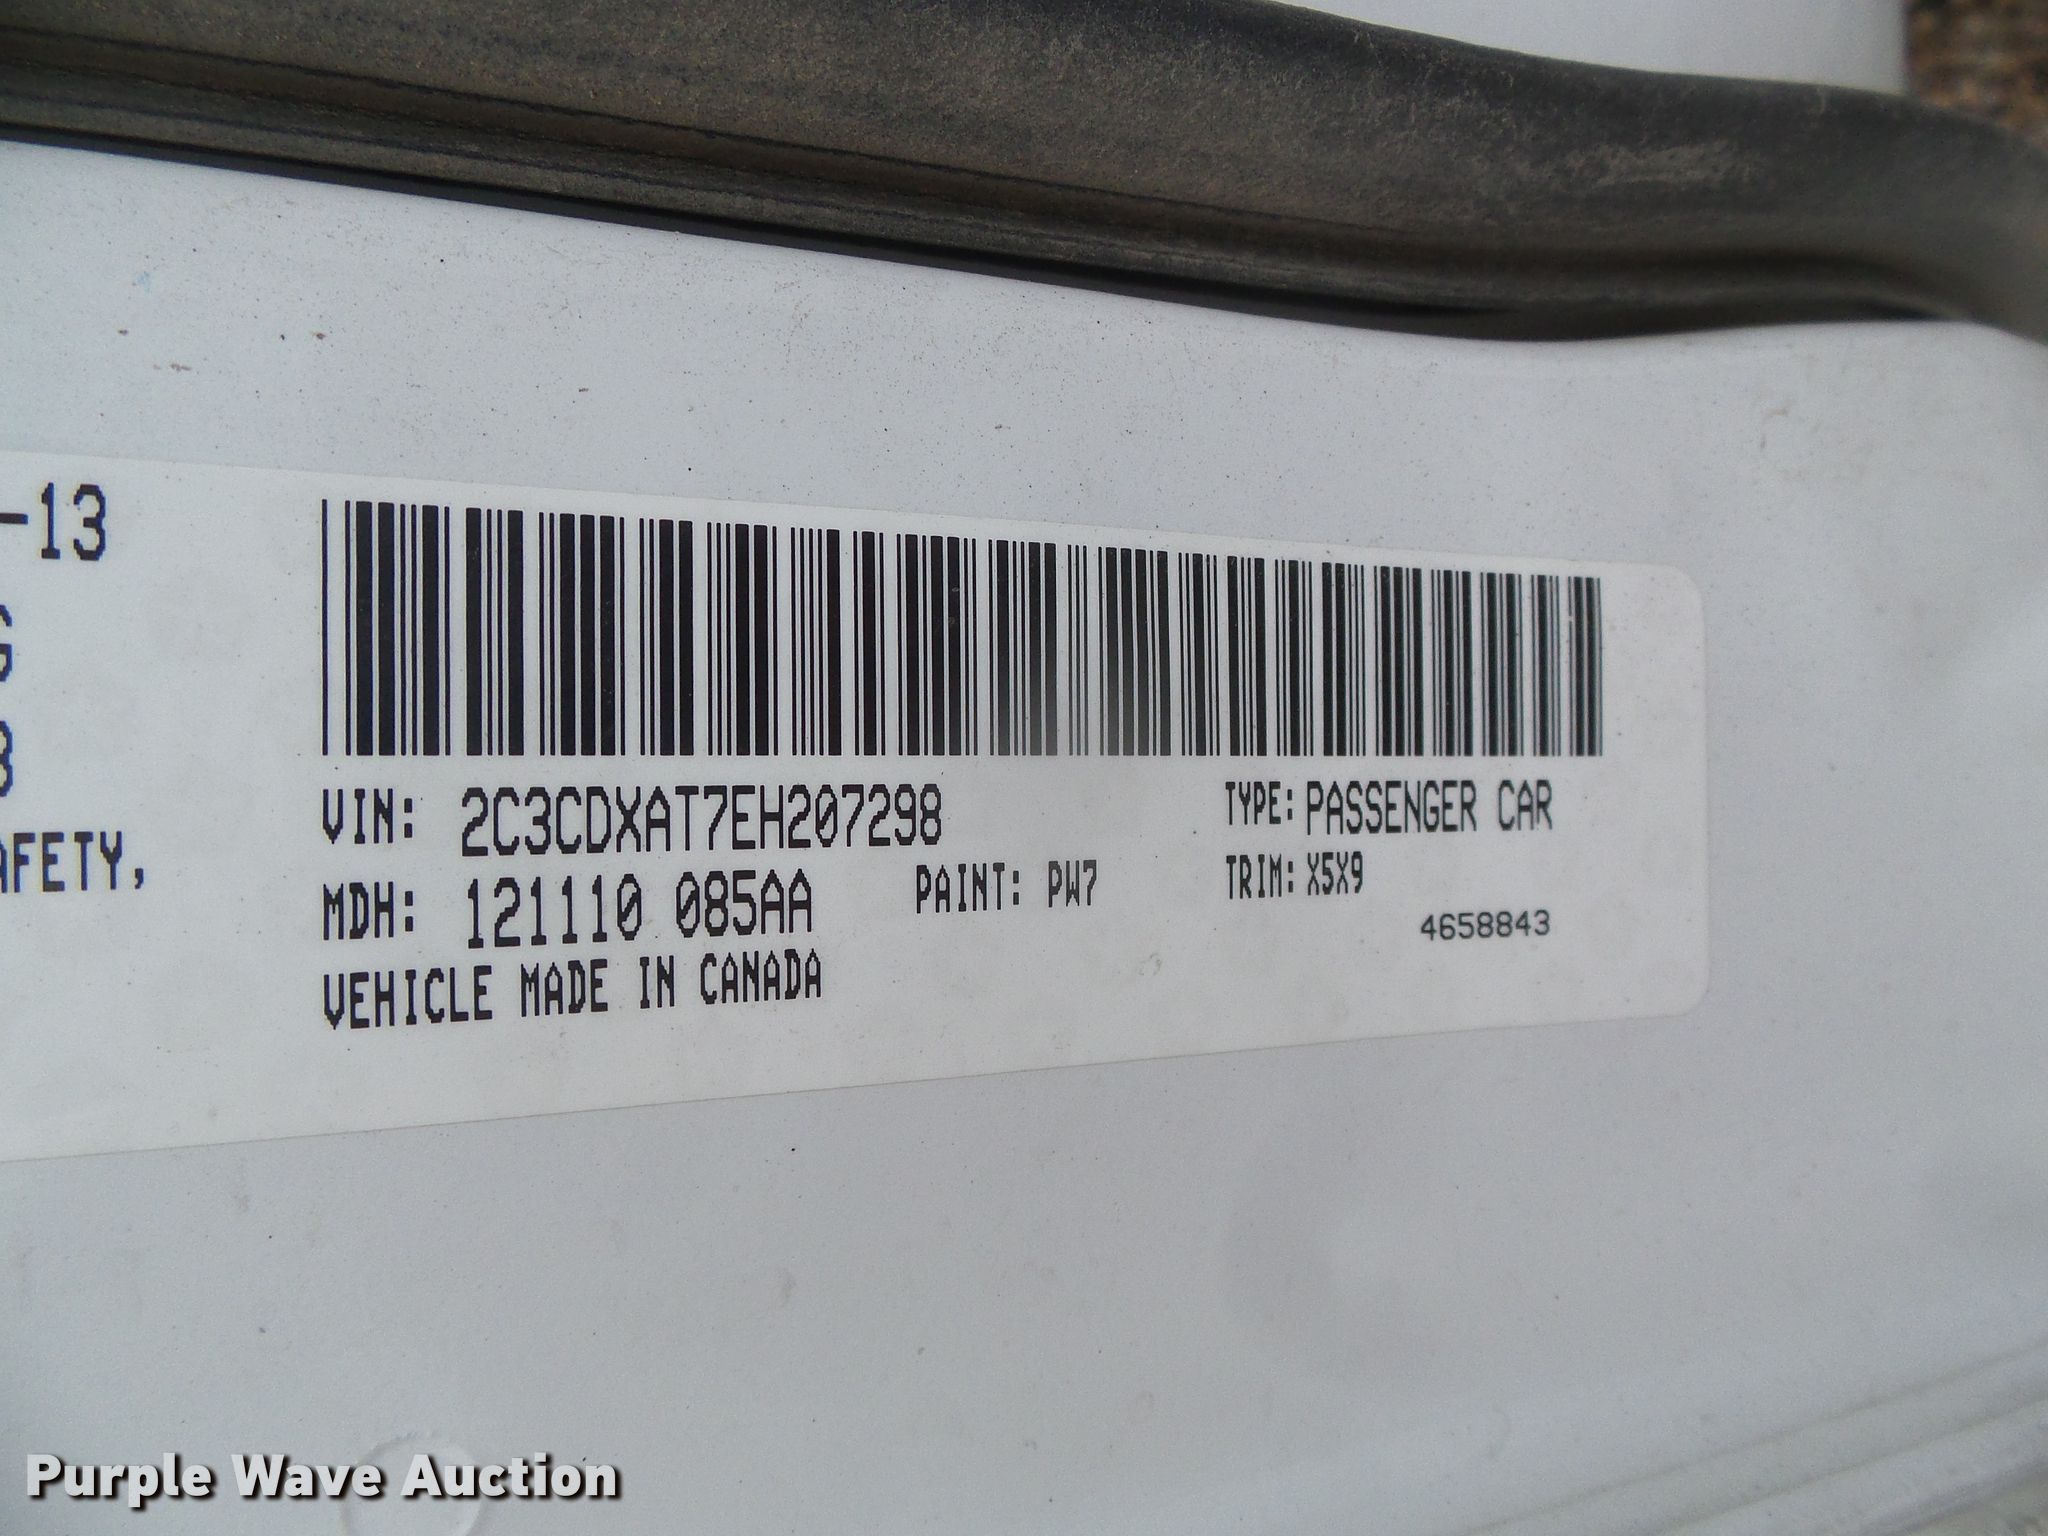 -13
G
8
AFETY,
VIN: 2C3CDXAT7EH207298
TYPE: PASSENGER CAR
MDH: 121110 085AA
PAINT: PW7
TRIM: X5X9
4658843
VEHICLE MADE IN CANADA
Purple Wave Auction